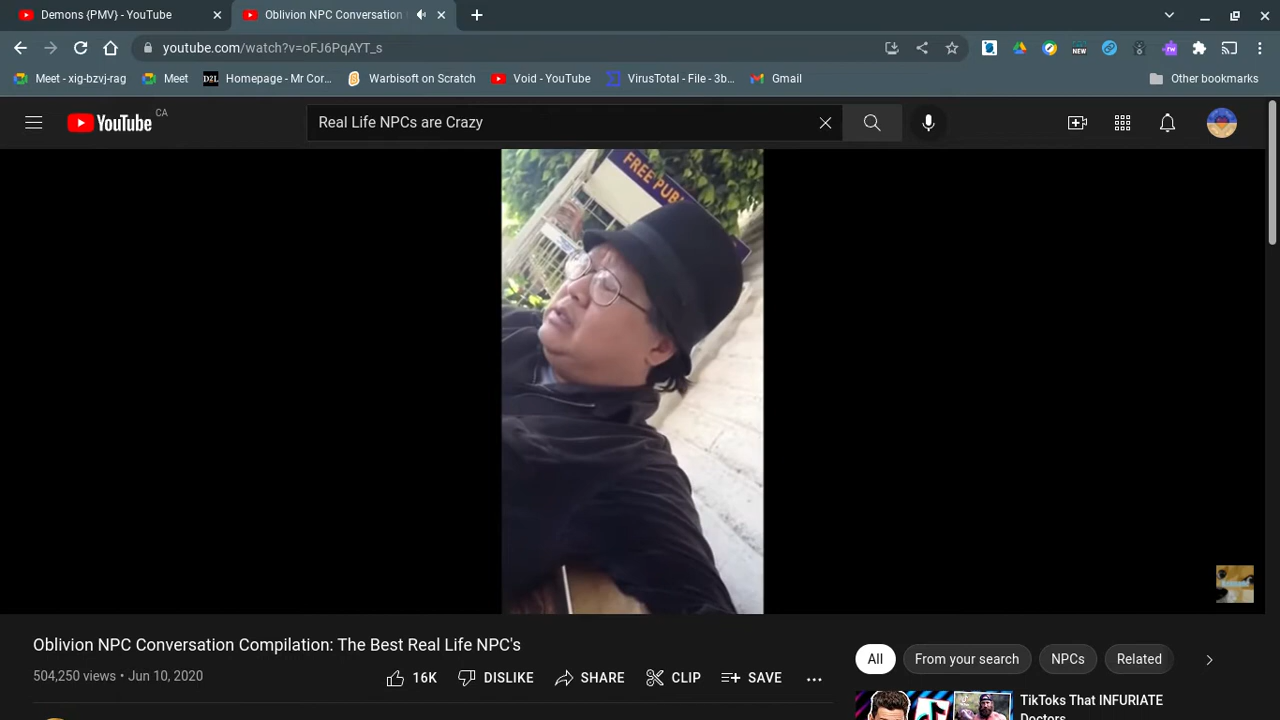 Demons {PMV} - YouTube
Oblivion NPC Conversation
youtube.com/watch?v=oFJ6PqAYT_s
NEW
Meet - xig-bzvj-rag
Meet
D2L
Homepage - Mr Cor...
Warbisoft on Scratch
Void - YouTube
VirusTotal - File - 3b...
Gmail
Other bookmarks
YouTube CA
Real Life NPCs are Crazy
FREE PUBL
Oblivion NPC Conversation Compilation: The Best Real Life NPC's
504,250 views • Jun 10, 2020
16K
DISLIKE
SHARE
CLIP
SAVE
All
From your search
NPCs
Related
TikToks That INFURIATE
Doctors